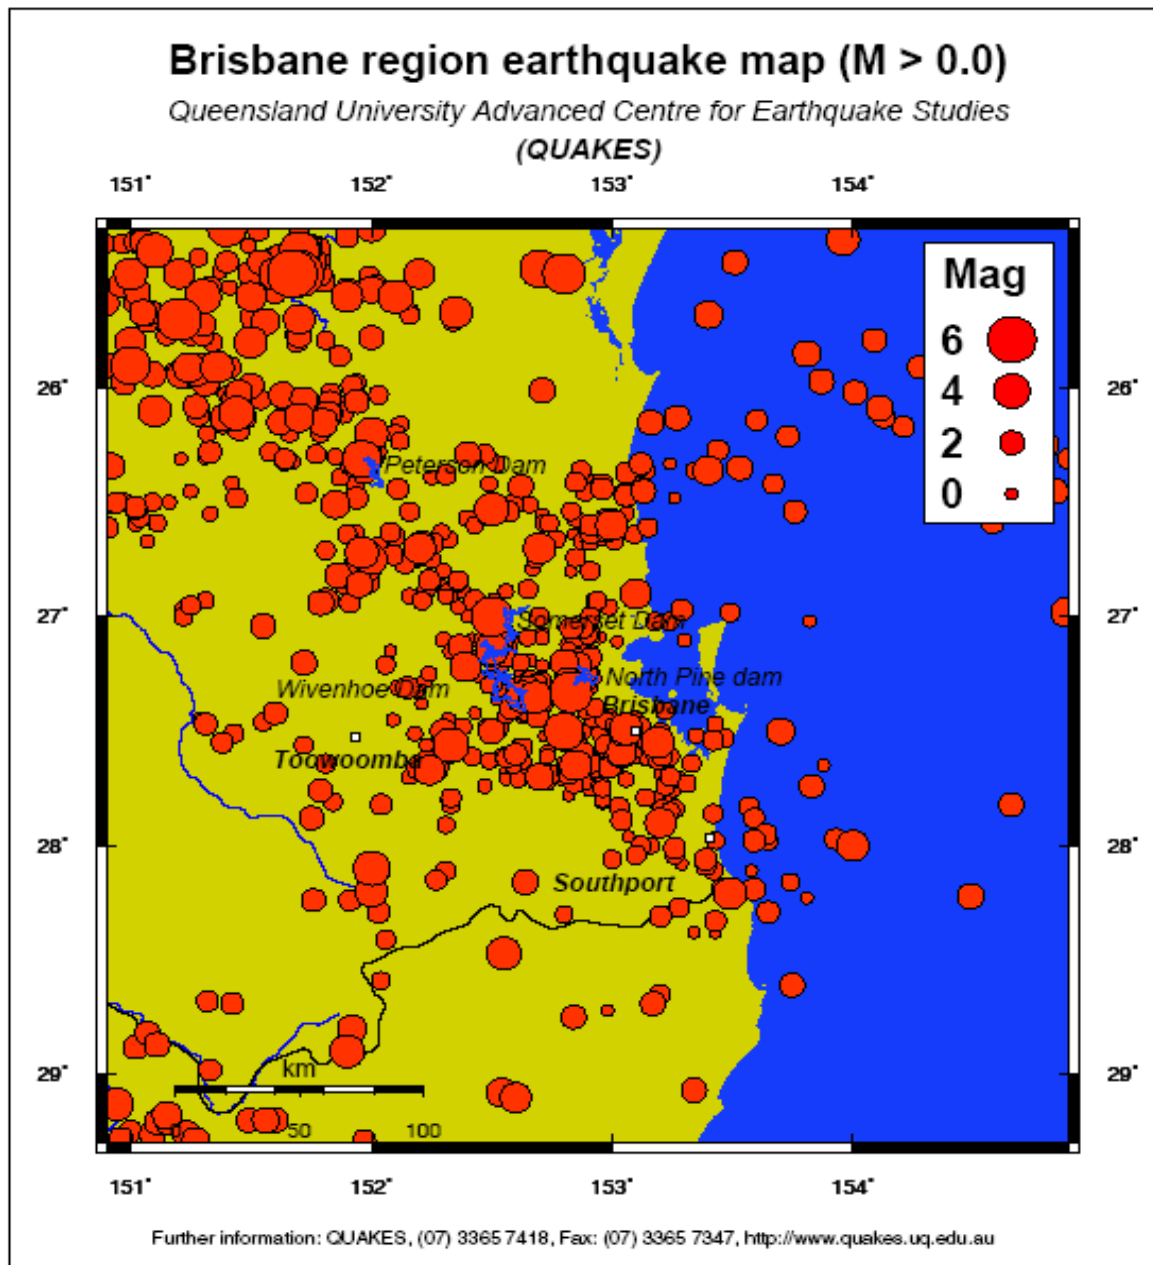 Brisbane region earthquake map (M > 0.0)
Queensland University Advanced Centre for Earthquake Studies
(QUAKES)
151° 152° 153° 154°
Mag
6
4
2
0
26° 26°
Peterson Dam
27° 27°
Somerset Dam
North Pine dam
Wivenhoe Dam
Brisbane
Toowoomba
28° 28°
Southport
km
29° 29°
0 50 100
151° 152° 153° 154°
Further information: QUAKES, (07) 3365 7418, Fax: (07) 3365 7347, http://www.quakes.uq.edu.au